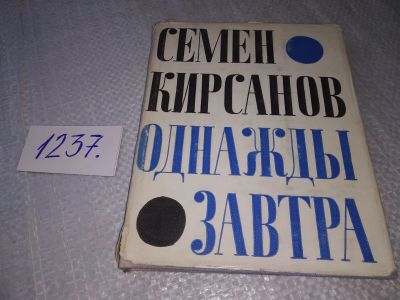 СЕМЕН
КИРСАНОВ
ОДНАЖДЫ
ЗАВТРА
1237.